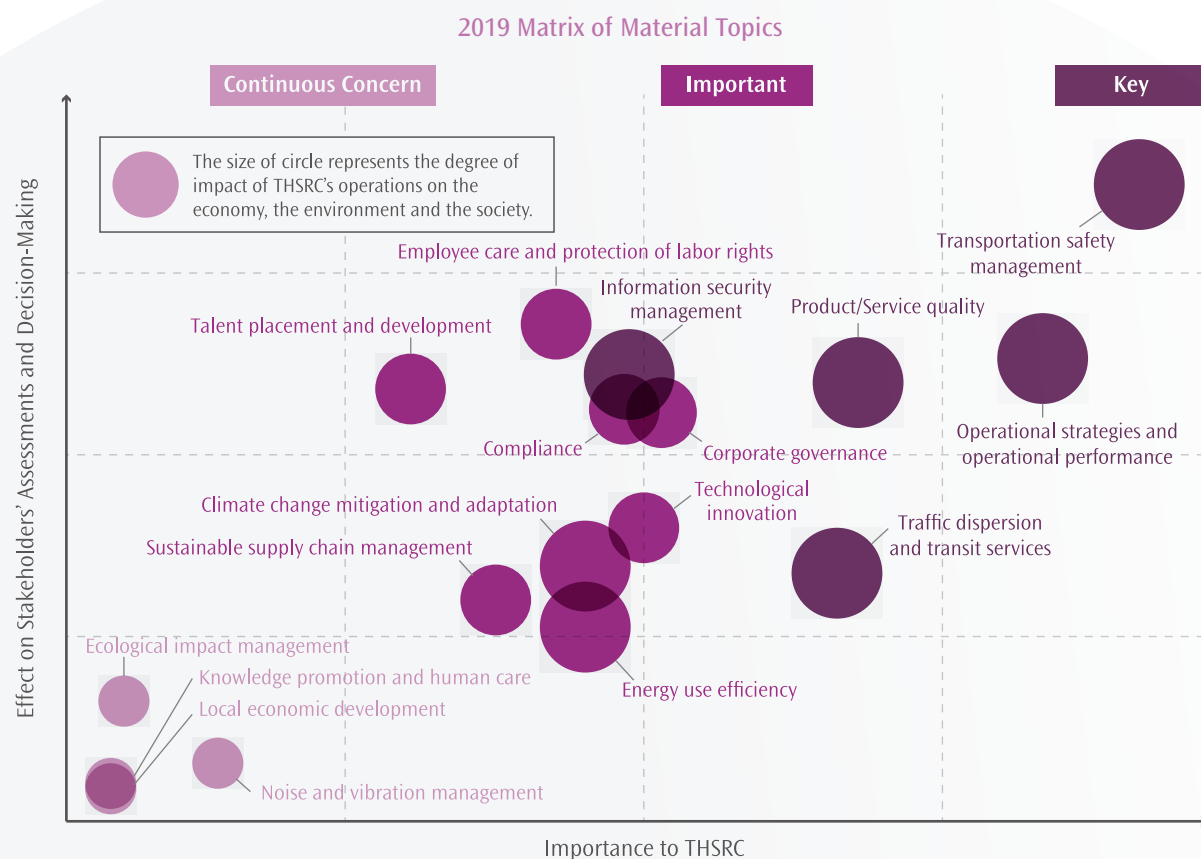 2019 Matrix of Material Topics
Continuous Concern
Important
Key
The size of circle represents the degree of
impact of THSRC's operations on the
economy, the environment and the society.
Effect on Stakeholders' Assessments and Decision-Making
Transportation safety
management
Employee care and protection of labor rights
Information security
management
Product/Service quality
Talent placement and development
Operational strategies and
operational performance
Compliance
Corporate governance
Climate change mitigation and adaptation
Technological
innovation
Sustainable supply chain management
Traffic dispersion
and transit services
Ecological impact management
Knowledge promotion and human care
Local economic development
Energy use efficiency
Noise and vibration management
Importance to THSRC